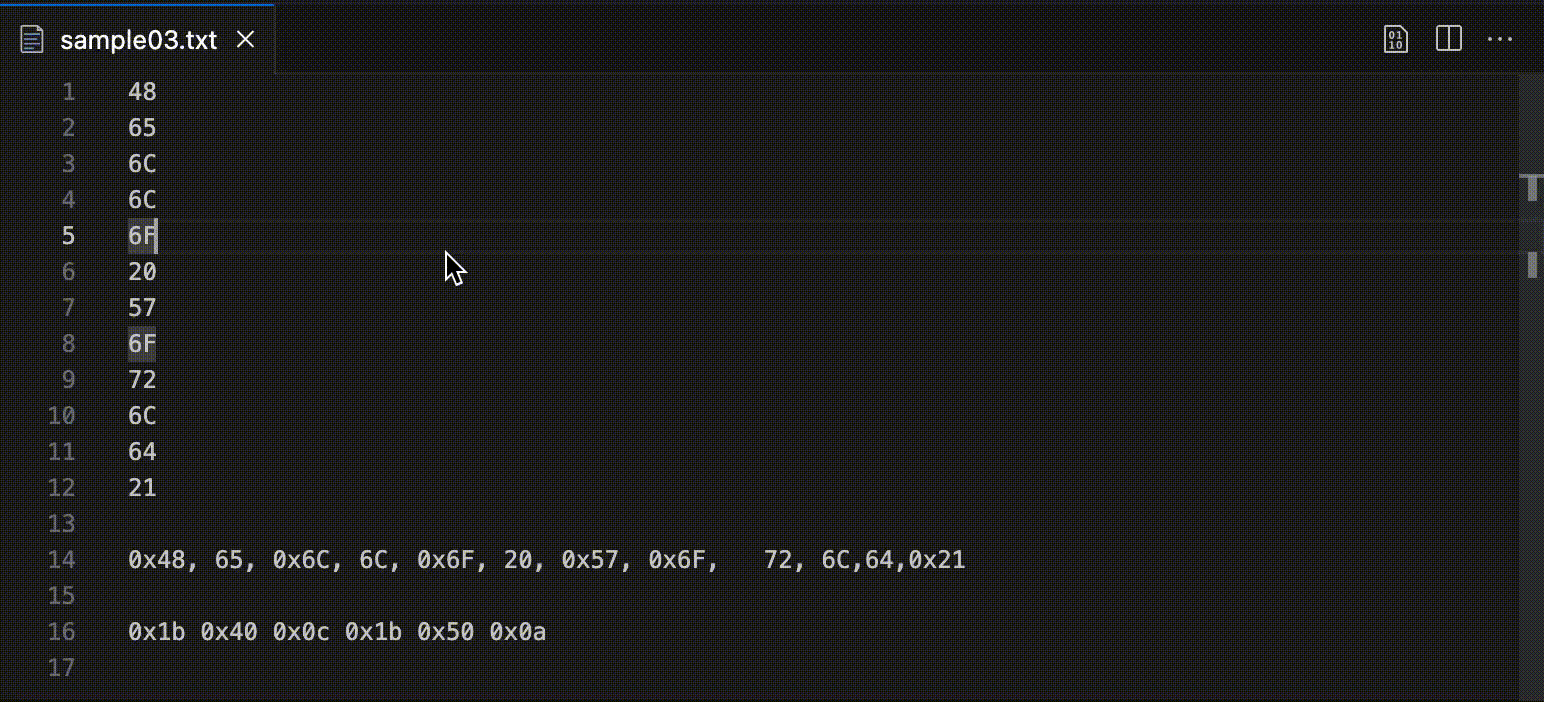 sample03.txt
1 48
2 65
3 6C
4 6C
5 6F
6 20
7 57
8 6F
9 72
10 6C
11 64
12 21
13
14 0x48, 65, 0x6C, 6C, 0x6F, 20, 0x57, 0x6F,   72, 6C,64,0x21
15
16 0x1b 0x40 0x0c 0x1b 0x50 0x0a
17